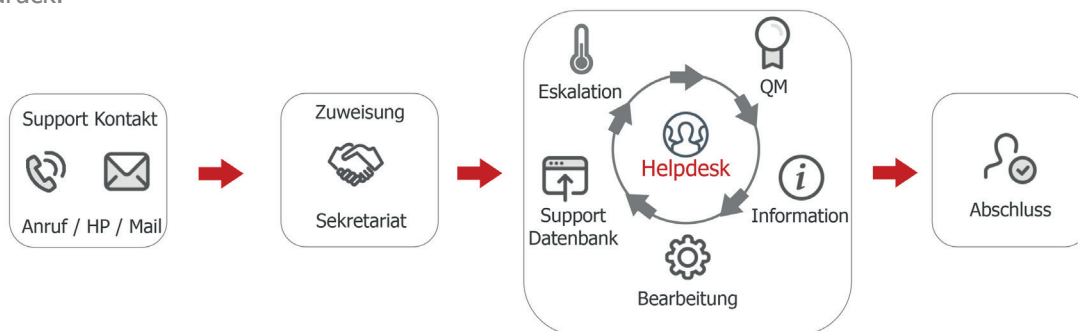 Support Kontakt
Anruf / HP / Mail
Zuweisung
Sekretariat
Eskalation
QM
Helpdesk
Support
Datenbank
Information
Bearbeitung
Abschluss